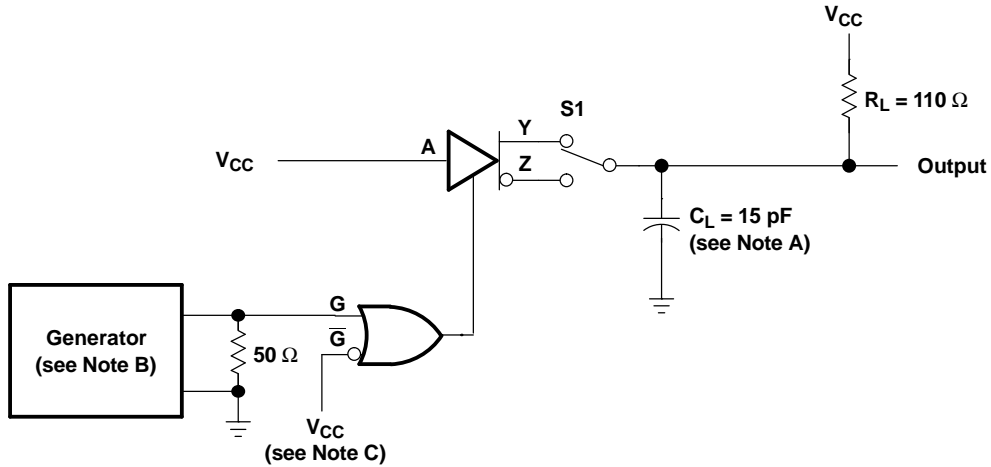 VCC
RL = 110 Ω
S1
Y
A
Z
VCC
Output
CL = 15 pF
(see Note A)
G
G̅
Generator
(see Note B)
50 Ω
VCC
(see Note C)